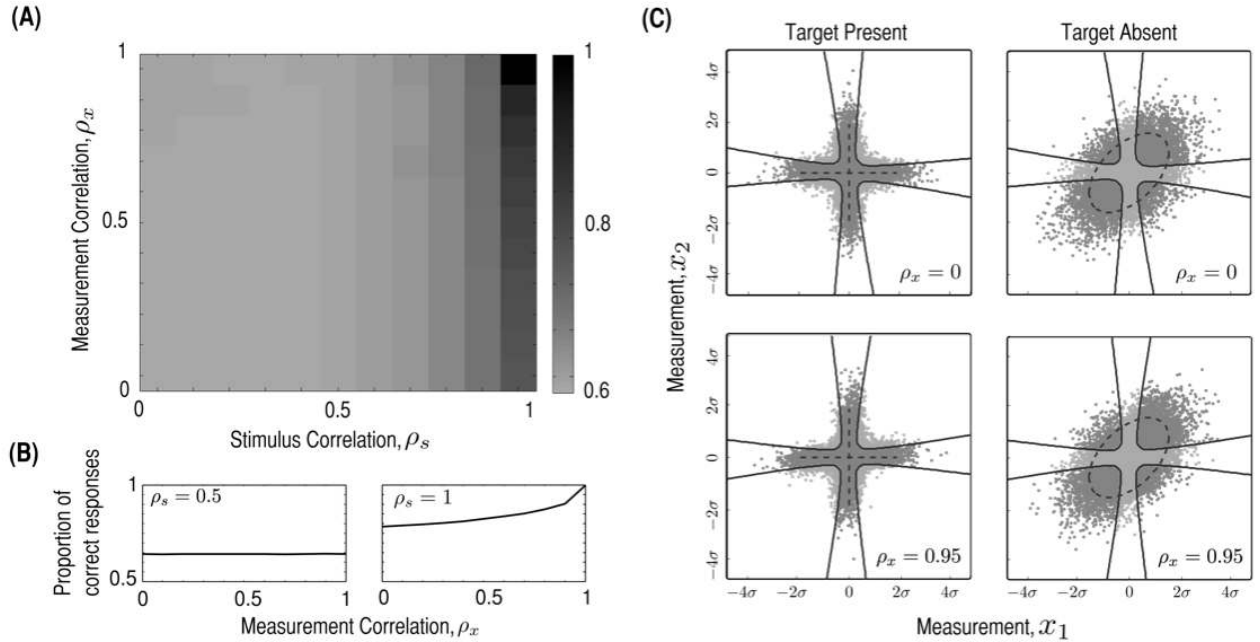 (A)
1
0.5
0
Measurement Correlation, ρx
0
0.5
1
Stimulus Correlation, ρs
1
0.8
0.6
(B)
Proportion of
correct responses
1
0.5
ρs = 0.5
0
0.5
1
ρs = 1
0
0.5
1
Measurement Correlation, ρx
(C)
Target Present
Target Absent
Measurement, x2
4σ
2σ
0
−2σ
−4σ
ρx = 0
ρx = 0
4σ
2σ
0
−2σ
−4σ
ρx = 0.95
ρx = 0.95
−4σ −2σ 0 2σ 4σ
−4σ −2σ 0 2σ 4σ
Measurement, x1